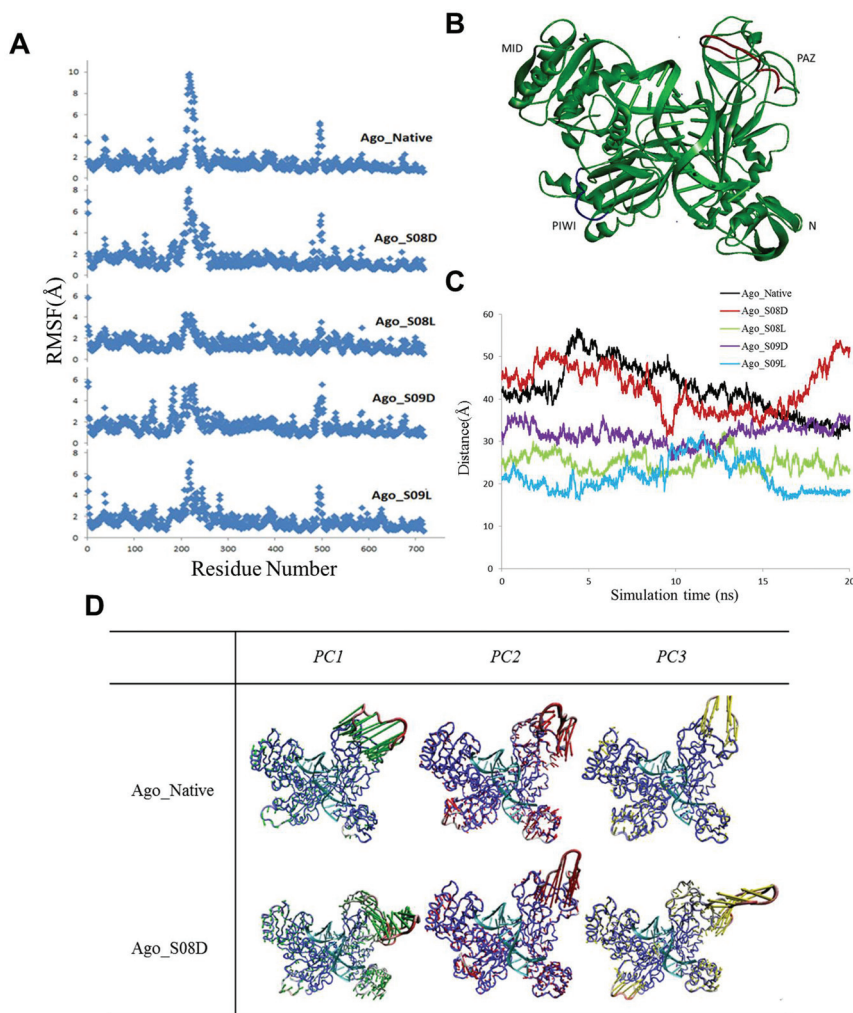 A
RMSF(Å)
10
8
6
4
2
0
Ago_Native
8
6
4
2
0
Ago_S08D
8
6
4
2
0
Ago_S08L
8
6
4
2
0
Ago_S09D
8
6
4
2
0
Ago_S09L
0 100 200 300 400 500 600 700
Residue Number
B
MID
PAZ
PIWI
N
C
Ago_Native
Ago_S08D
Ago_S08L
Ago_S09D
Ago_S09L
Distance(Å)
60
50
40
30
20
10
0
0 5 10 15 20
Simulation time (ns)
D
PC1 PC2 PC3
Ago_Native
Ago_S08D